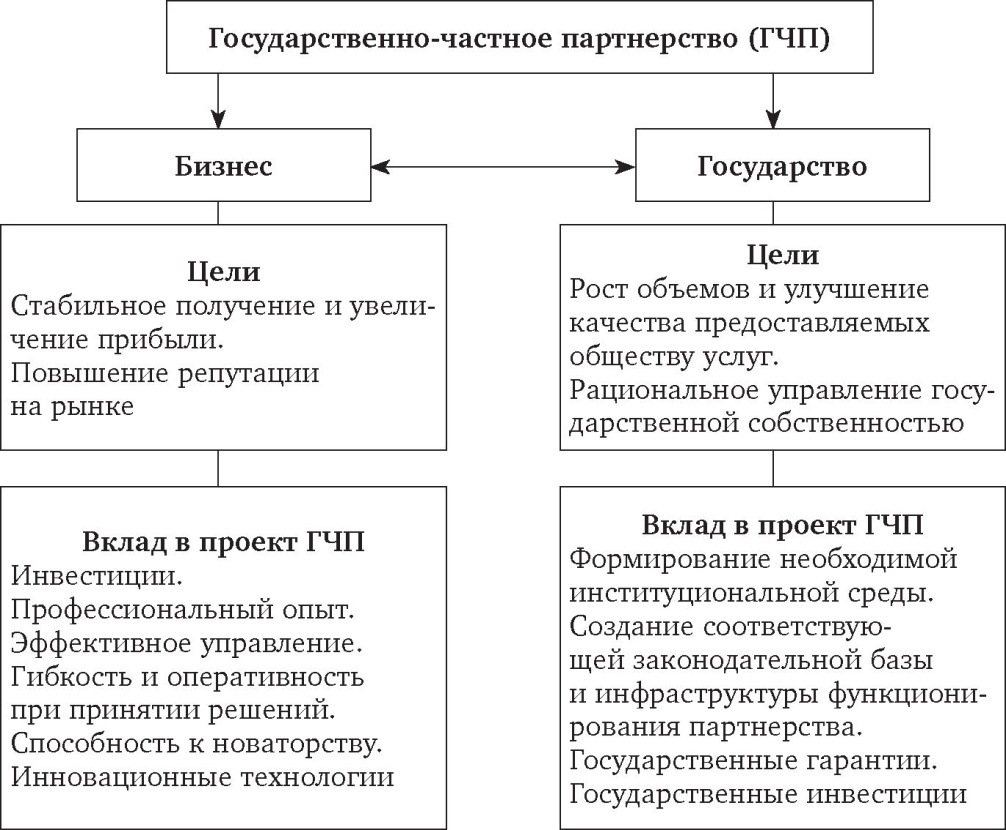 Государственно-частное партнерство (ГЧП)
Бизнес
Государство
Цели
Стабильное получение и увели-
чение прибыли.
Повышение репутации
на рынке
Цели
Рост объемов и улучшение
качества предоставляемых
обществу услуг.
Рациональное управление госу-
дарственной собственностью
Вклад в проект ГЧП
Инвестиции.
Профессиональный опыт.
Эффективное управление.
Гибкость и оперативность
при принятии решений.
Способность к новаторству.
Инновационные технологии
Вклад в проект ГЧП
Формирование необходимой
институциональной среды.
Создание соответствую-
щей законодательной базы
и инфраструктуры функциони-
рования партнерства.
Государственные гарантии.
Государственные инвестиции